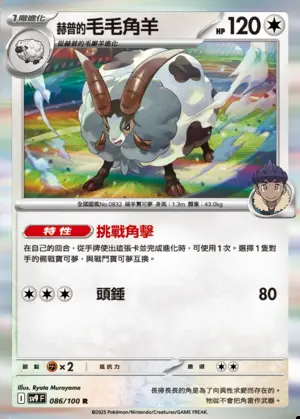 1階進化
赫普的毛毛角羊
HP 120
從赫普的毛辮羊進化
全國圖鑑No.0832 綿羊寶可夢 身高：1.3m 體重：43.0kg
特性 挑戰角擊
在自己的回合，從手牌使出這張卡並完成進化時，可使用1次。選擇1隻對手的備戰寶可夢，與戰鬥寶可夢互換。
頭錘 80
弱點 ×2 抵抗力 撤退
Illus. Ryota Murayama
I sv9 F 086/100 R
長得長長的角是為了向異性求愛而存在的。
牠不會把角當作武器。
©2025 Pokémon/Nintendo/Creatures/GAME FREAK.